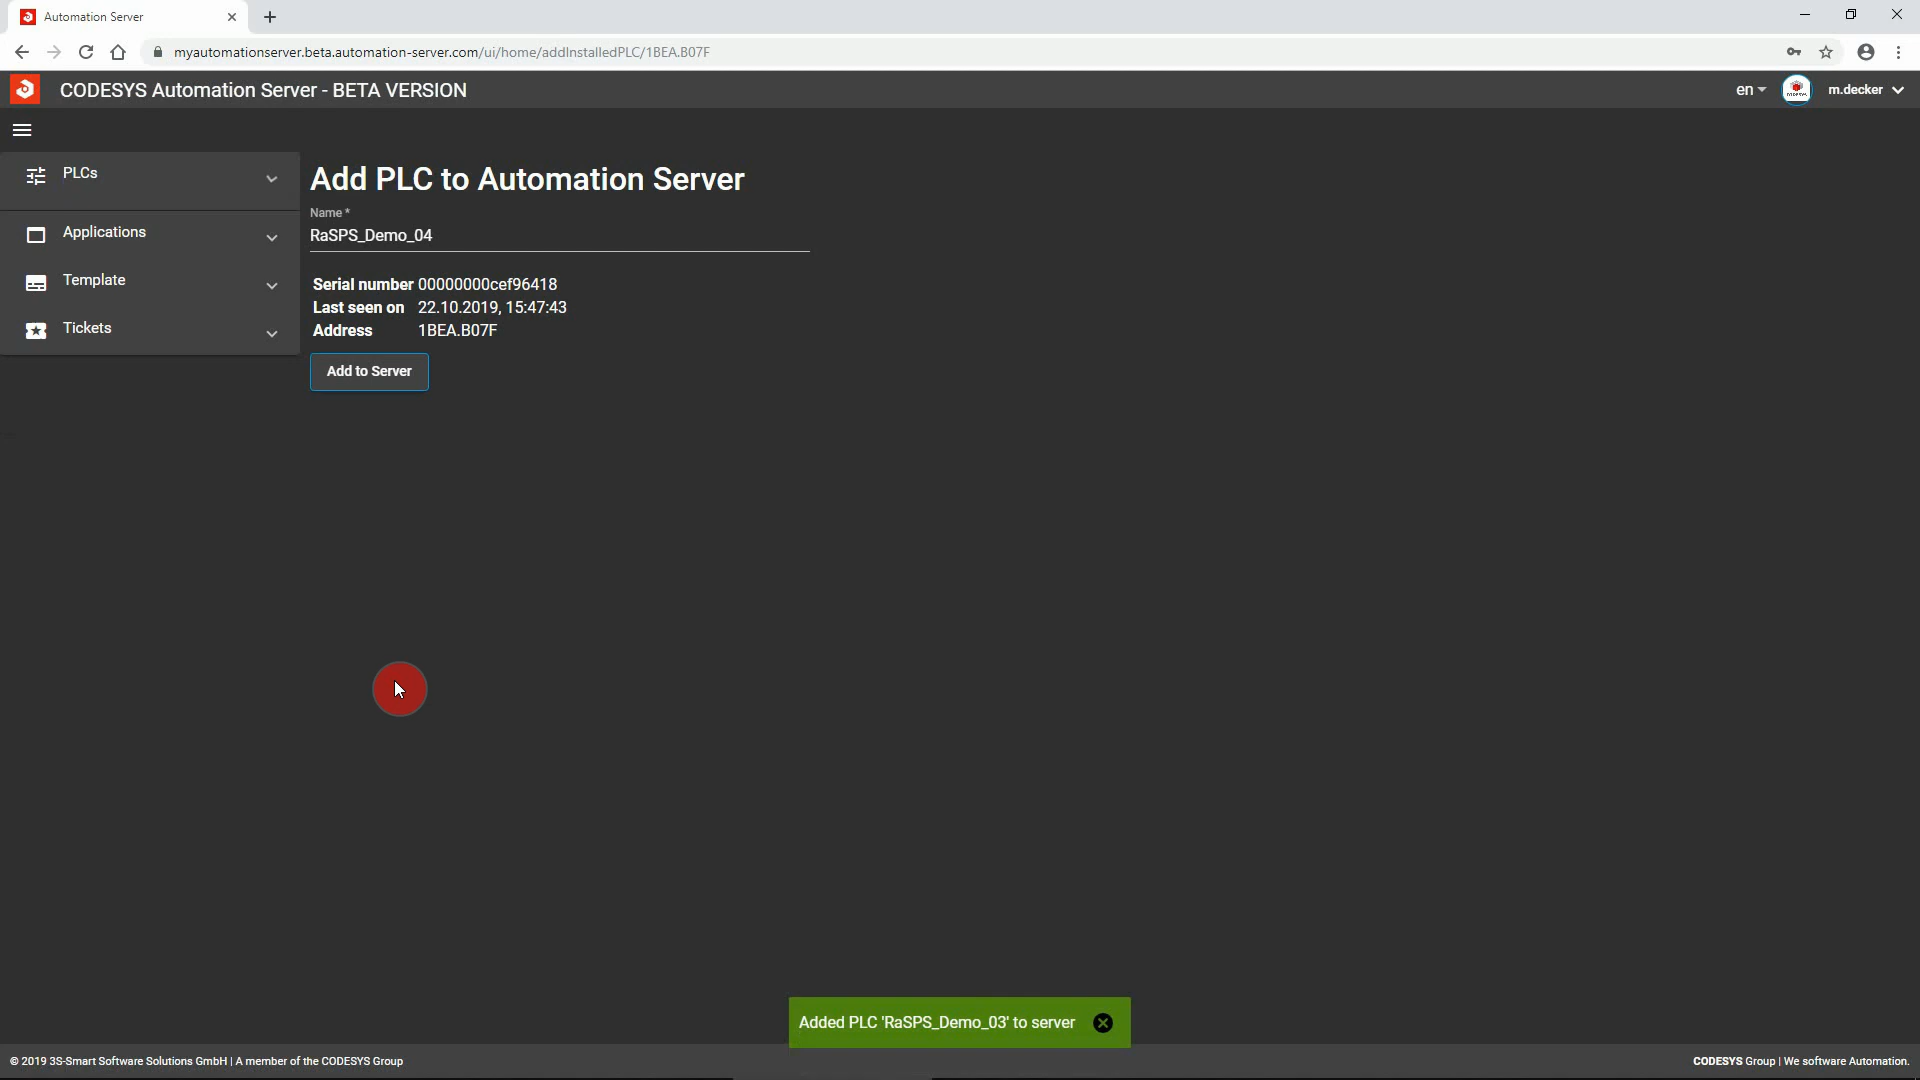 Automation Server
myautomationserver.beta.automation-server.com/ui/home/addInstalledPLC/1BEA.B07F
CODESYS Automation Server - BETA VERSION
en
m.decker
PLCs
Applications
Template
Tickets
Add PLC to Automation Server
Name *
RaSPS_Demo_04
Serial number 00000000cef96418
Last seen on 22.10.2019, 15:47:43
Address 1BEA.B07F
Add to Server
Added PLC 'RaSPS_Demo_03' to server
© 2019 3S-Smart Software Solutions GmbH | A member of the CODESYS Group
CODESYS Group | We software Automation.